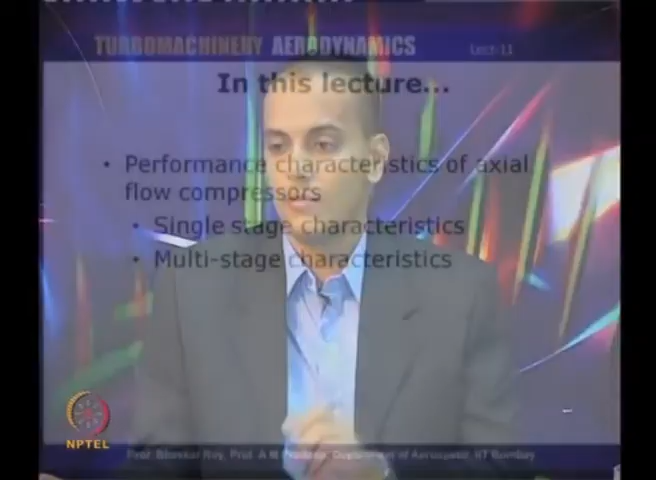 TURBOMACHINERY AERODYNAMICS Lect-11
In this lecture...
• Performance characteristics of axial
flow compressors
• Single stage characteristics
• Multi-stage characteristics
NPTEL
Prof. Bhaskar Roy, Prof. A M Pradeep, Department of Aerospace, IIT Bombay